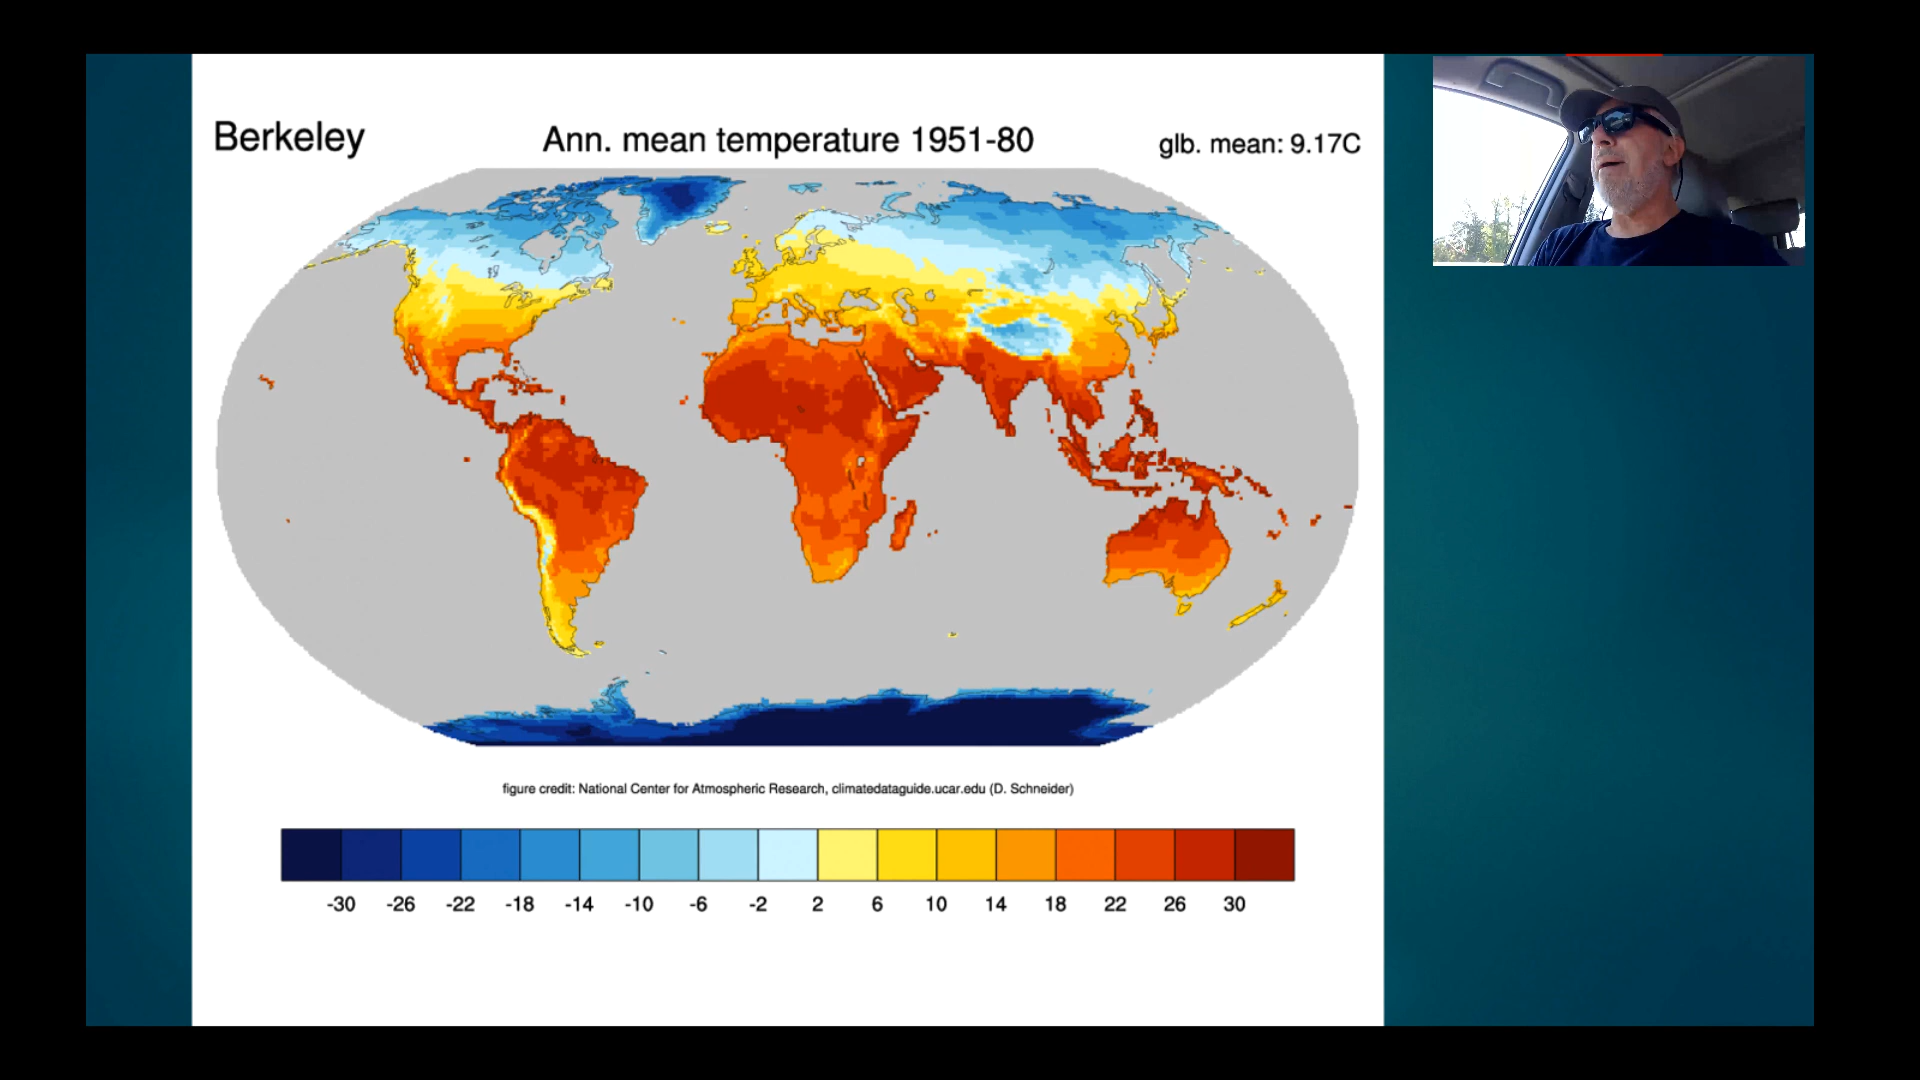 Berkeley
Ann. mean temperature 1951-80
glb. mean: 9.17C
figure credit: National Center for Atmospheric Research, climatedataguide.ucar.edu (D. Schneider)
-30 -26 -22 -18 -14 -10 -6 -2 2 6 10 14 18 22 26 30